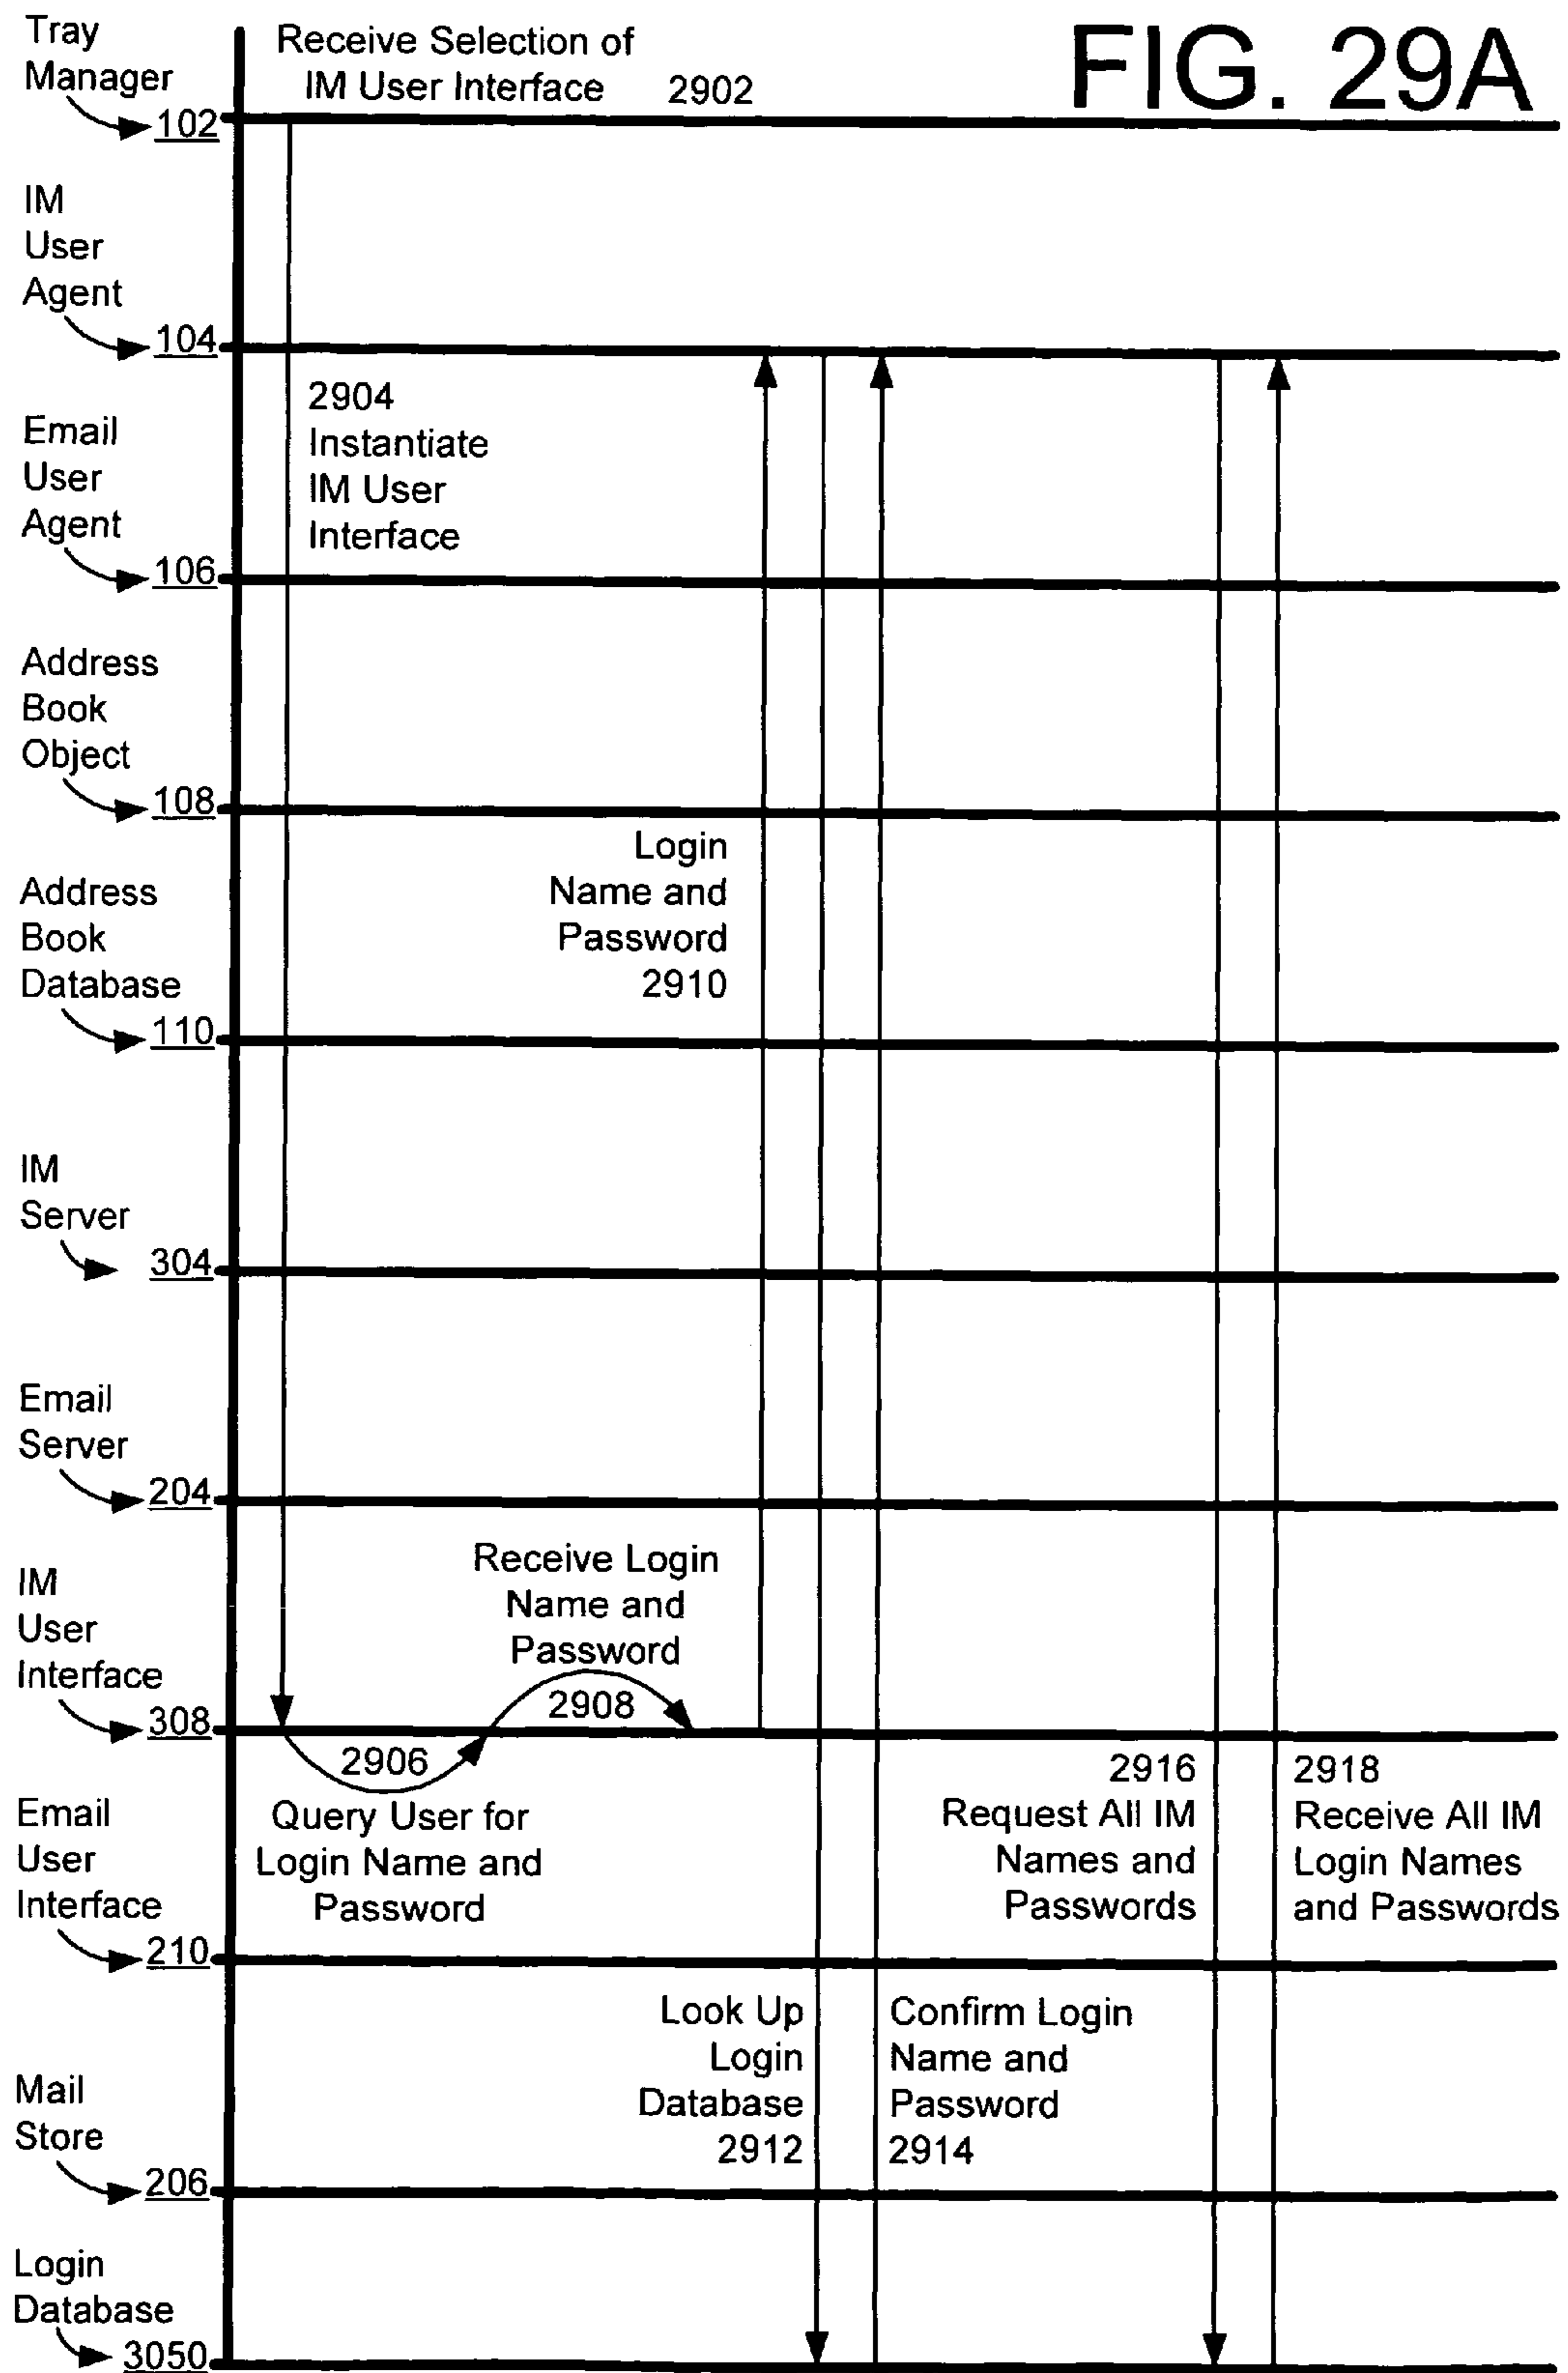 FIG. 29A
Tray
Manager
102
Receive Selection of
IM User Interface 2902
IM
User
Agent
104
2904
Instantiate
IM User
Interface
Email
User
Agent
106
Address
Book
Object
108
Login
Name and
Password
2910
Address
Book
Database
110
IM
Server
304
Email
Server
204
Receive Login
Name and
Password
2908
IM
User
Interface
308
2906
Query User for
Login Name and
Password
2916
Request All IM
Names and
Passwords
2918
Receive All IM
Login Names
and Passwords
Email
User
Interface
210
Look Up
Login
Database
2912
Confirm Login
Name and
Password
2914
Mail
Store
206
Login
Database
3050